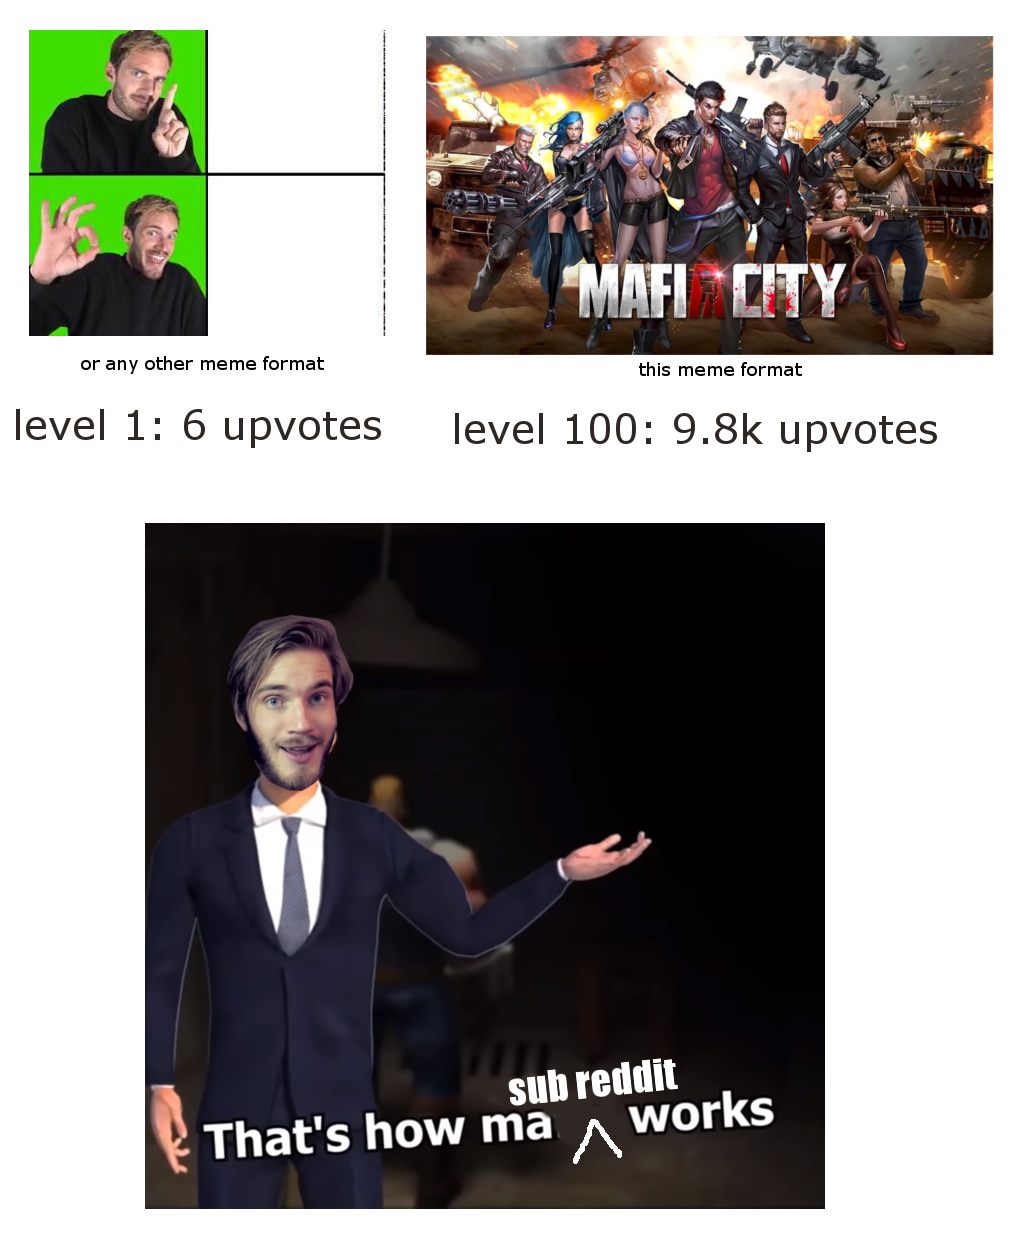 MAFIA CITY
or any other meme format
this meme format
level 1: 6 upvotes
level 100: 9.8k upvotes
sub reddit
That's how ma works